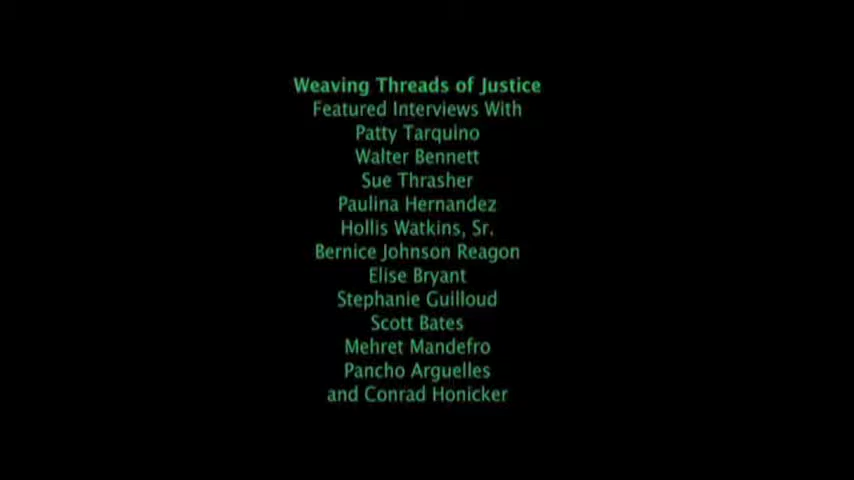 Weaving Threads of Justice
Featured Interviews With
Patty Tarquino
Walter Bennett
Sue Thrasher
Paulina Hernandez
Hollis Watkins, Sr.
Bernice Johnson Reagon
Elise Bryant
Stephanie Guilloud
Scott Bates
Mehret Mandefro
Pancho Arguelles
and Conrad Honicker